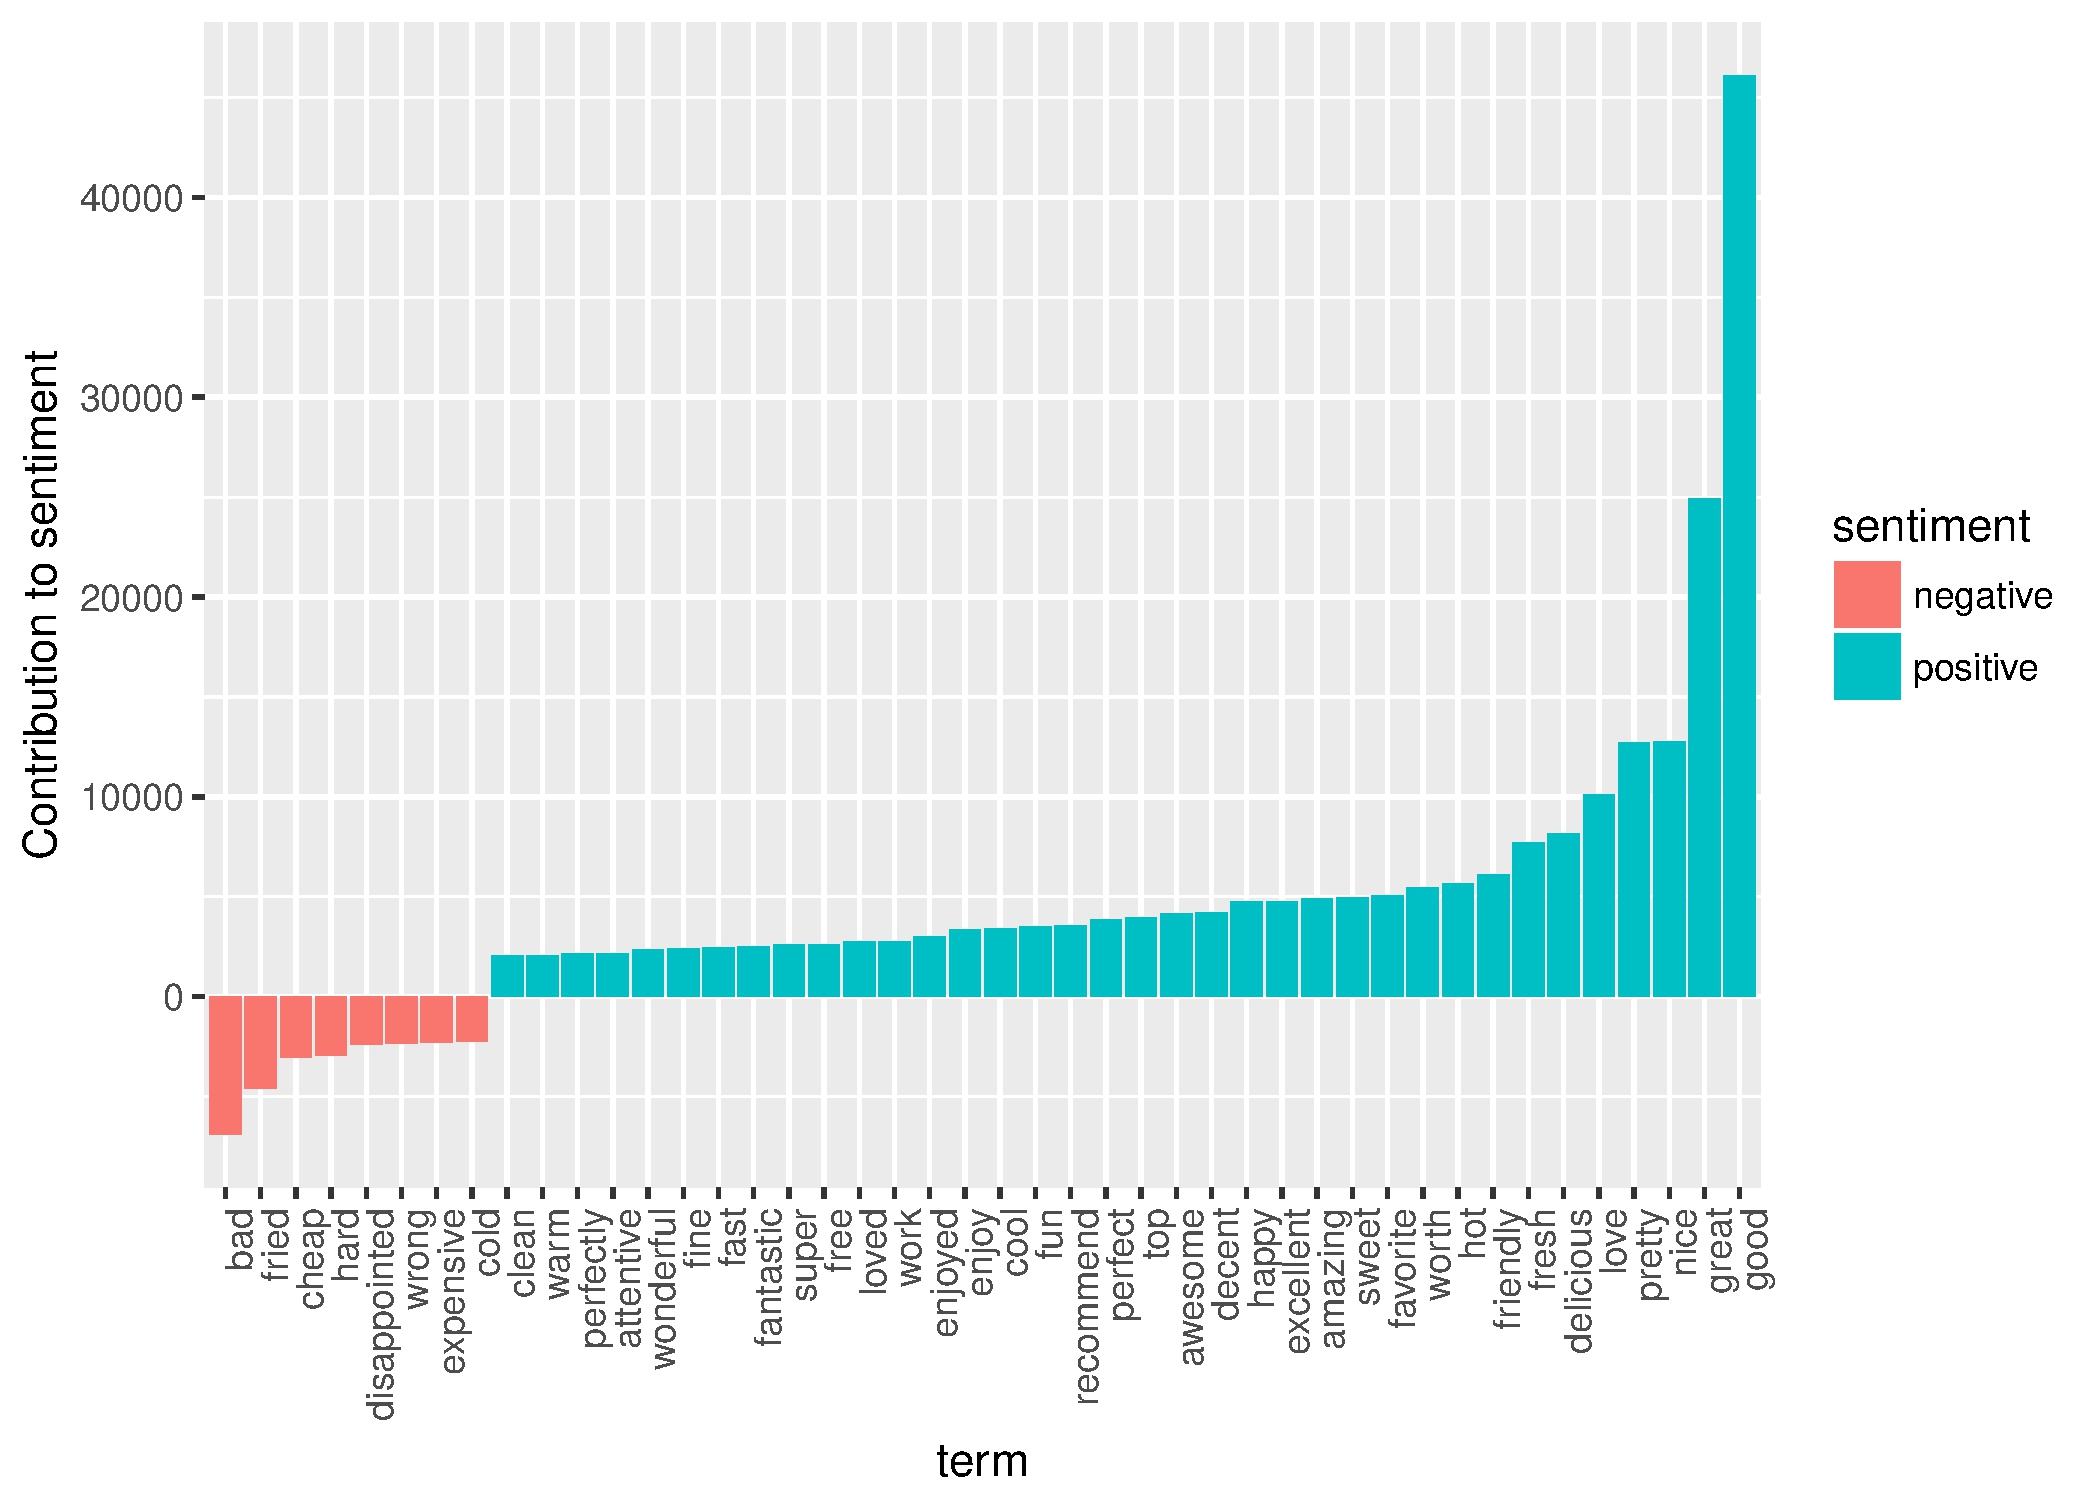 Contribution to sentiment
40000
30000
20000
10000
0
bad
fried
cheap
hard
disappointed
wrong
expensive
cold
clean
warm
perfectly
attentive
wonderful
fine
fast
fantastic
super
free
loved
work
enjoyed
enjoy
cool
fun
recommend
perfect
top
awesome
decent
happy
excellent
amazing
sweet
favorite
worth
hot
friendly
fresh
delicious
love
pretty
nice
great
good
term
sentiment
negative
positive